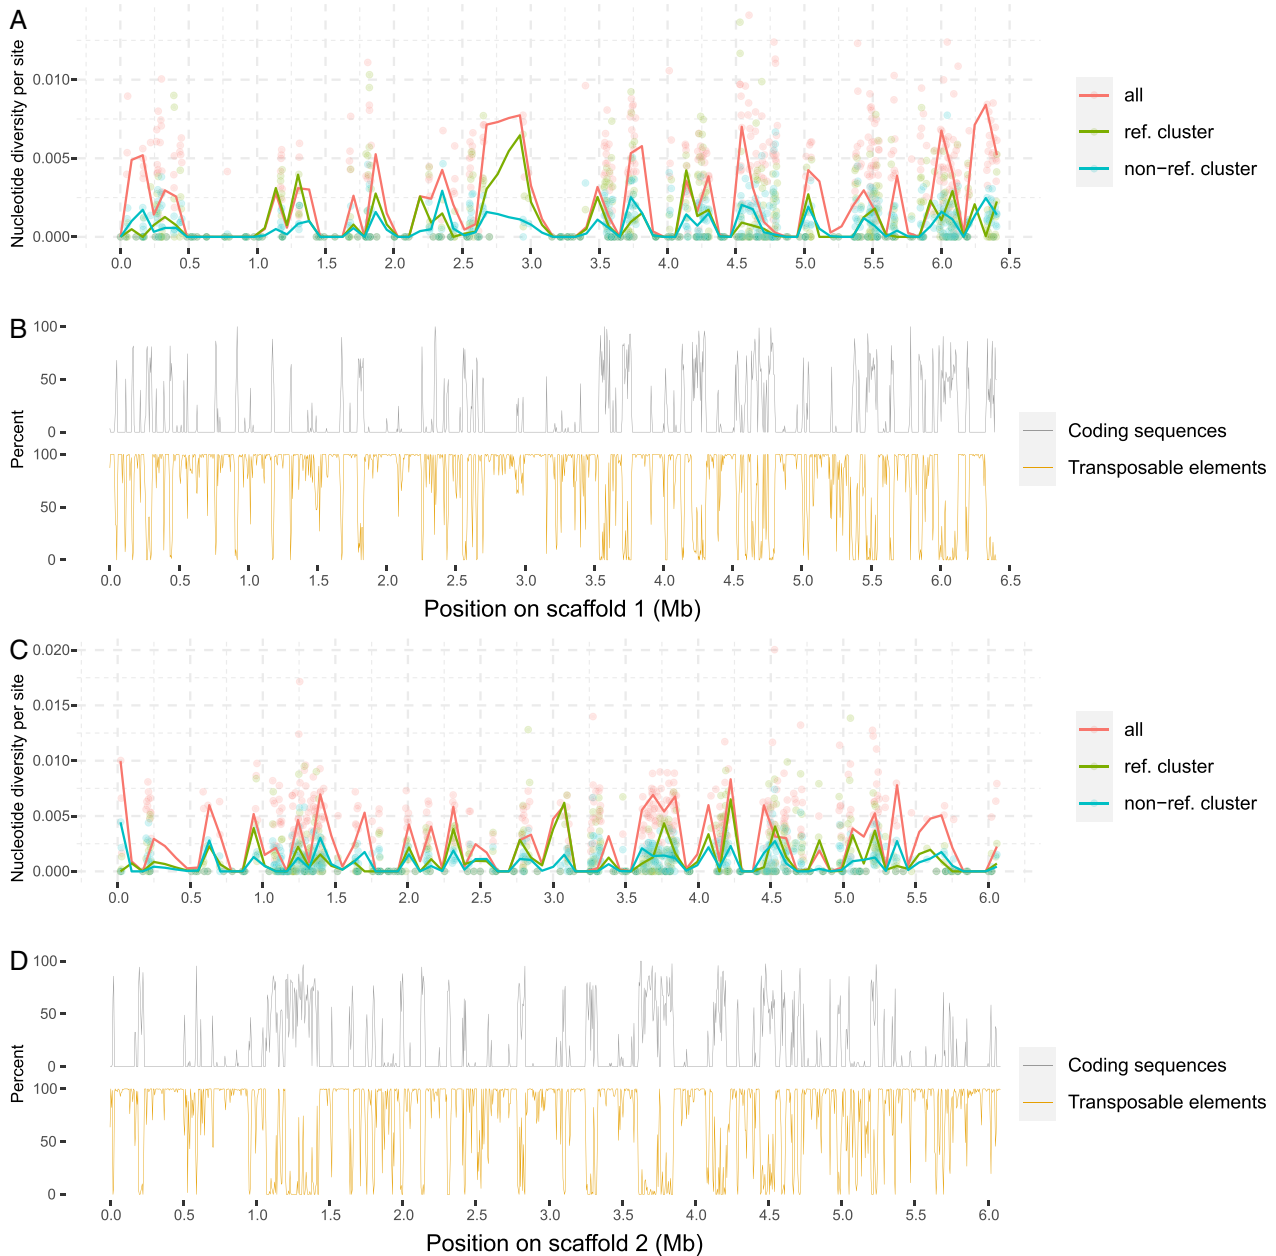 A
Nucleotide diversity per site
0.010
0.005
0.000
0.0 0.5 1.0 1.5 2.0 2.5 3.0 3.5 4.0 4.5 5.0 5.5 6.0 6.5
all
ref. cluster
non−ref. cluster
B
Percent
100
50
0
100
50
0
0.0 0.5 1.0 1.5 2.0 2.5 3.0 3.5 4.0 4.5 5.0 5.5 6.0 6.5
Position on scaffold 1 (Mb)
Coding sequences
Transposable elements
C
Nucleotide diversity per site
0.020
0.015
0.010
0.005
0.000
0.0 0.5 1.0 1.5 2.0 2.5 3.0 3.5 4.0 4.5 5.0 5.5 6.0
all
ref. cluster
non−ref. cluster
D
Percent
100
50
0
100
50
0
0.0 0.5 1.0 1.5 2.0 2.5 3.0 3.5 4.0 4.5 5.0 5.5 6.0
Position on scaffold 2 (Mb)
Coding sequences
Transposable elements